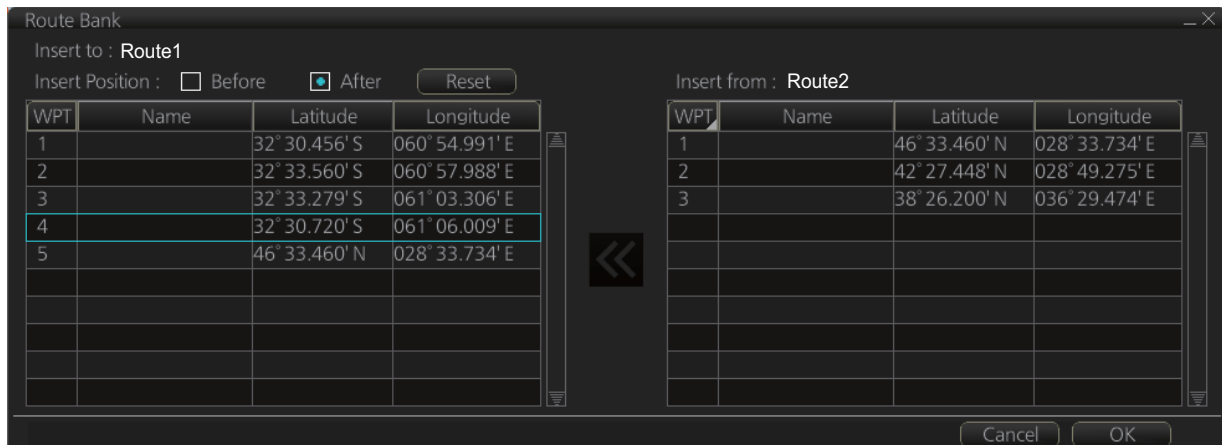 Route Bank
Insert to : Route1
Insert Position : Before After Reset Insert from : Route2
WPT Name Latitude Longitude WPT Name Latitude Longitude
1 32° 30.456' S 060° 54.991' E 1 46° 33.460' N 028° 33.734' E
2 32° 33.560' S 060° 57.988' E 2 42° 27.448' N 028° 49.275' E
3 32° 33.279' S 061° 03.306' E 3 38° 26.200' N 036° 29.474' E
4 32° 30.720' S 061° 06.009' E
5 46° 33.460' N 028° 33.734' E
Cancel OK